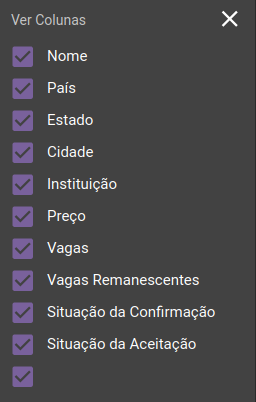 Ver Colunas
Nome
País
Estado
Cidade
Instituição
Preço
Vagas
Vagas Remanescentes
Situação da Confirmação
Situação da Aceitação